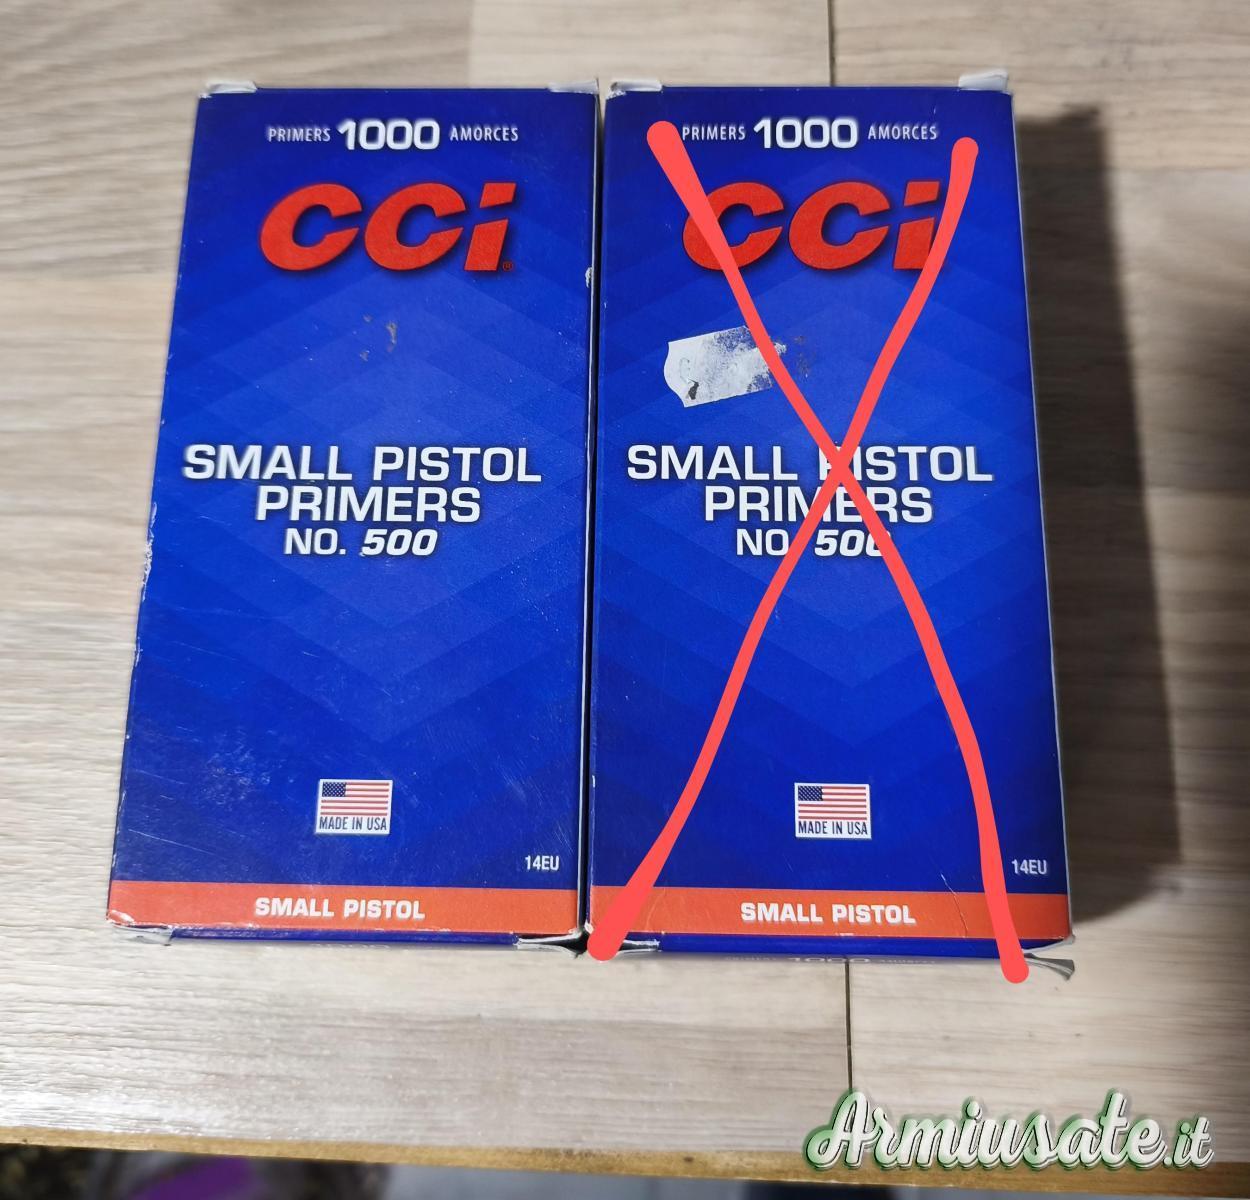 PRIMERS 1000 AMORCES
CCi®
SMALL PISTOL
PRIMERS
NO. 500
MADE IN USA
14EU
SMALL PISTOL
PRIMERS 1000 AMORCES
CCi
SMALL PISTOL
PRIMERS
NO. 500
MADE IN USA
14EU
SMALL PISTOL
Armiusate.it